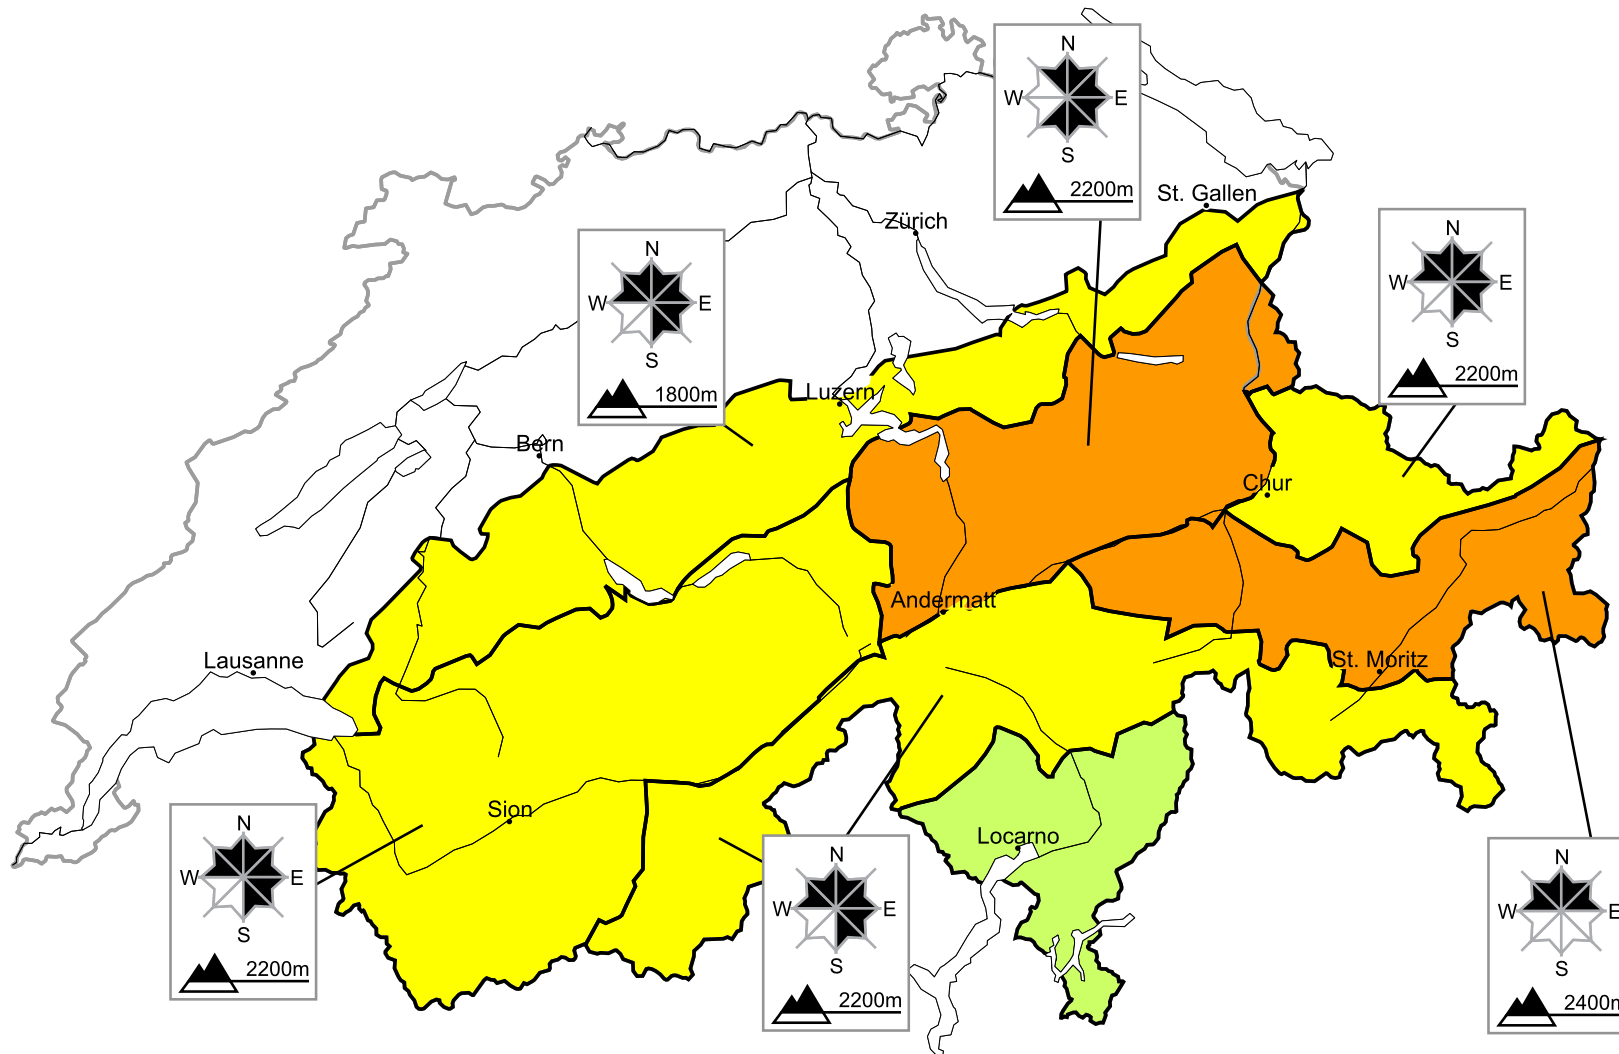 N
W E
S
2200m
St. Gallen
Zürich
N
W E
S
1800m
N
W E
S
2200m
Luzern
Bern
Chur
Andermatt
Lausanne
St. Moritz
Sion
Locarno
N
W E
S
2200m
N
W E
S
2200m
N
W E
S
2400m